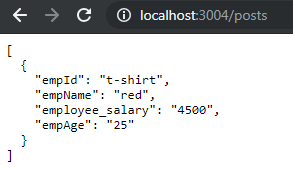 localhost:3004/posts
[
  {
    "empId": "t-shirt",
    "empName": "red",
    "employee_salary": "4500",
    "empAge": "25"
  }
]